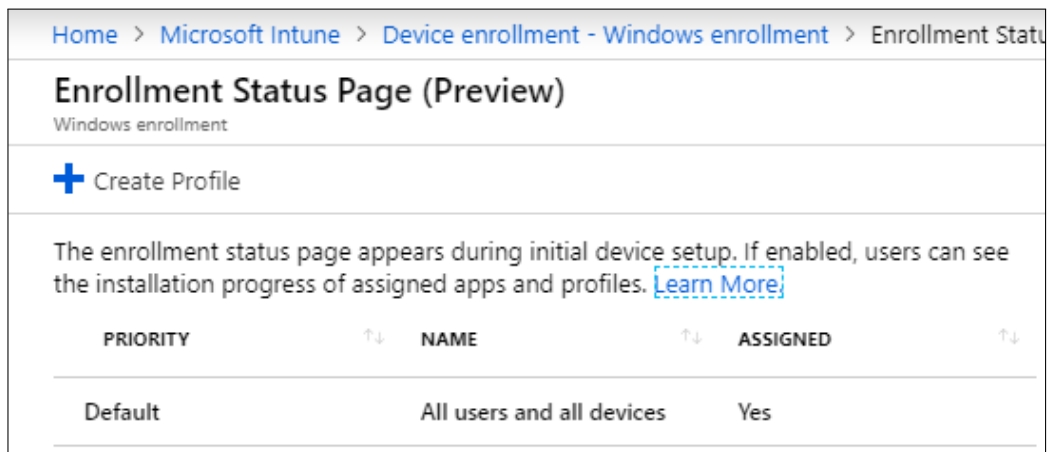 Home > Microsoft Intune > Device enrollment - Windows enrollment > Enrollment Statu
Enrollment Status Page (Preview)
Windows enrollment
Create Profile
The enrollment status page appears during initial device setup. If enabled, users can see
the installation progress of assigned apps and profiles. Learn More.
PRIORITY NAME ASSIGNED
Default All users and all devices Yes